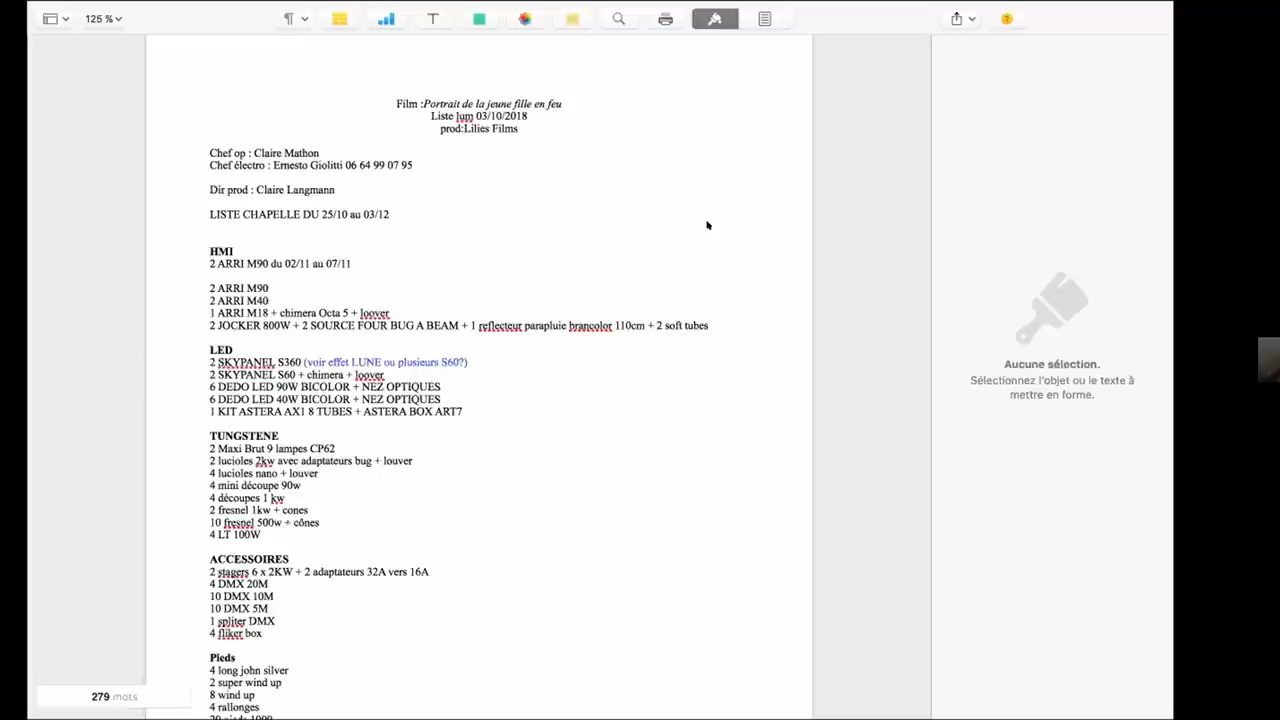 125 %
Film :Portrait de la jeune fille en feu
Liste lum 03/10/2018
prod:Lilies Films
Chef op : Claire Mathon
Chef électro : Ernesto Giolitti 06 64 99 07 95
Dir prod : Claire Langmann
LISTE CHAPELLE DU 25/10 au 03/12
HMI
2 ARRI M90 du 02/11 au 07/11
2 ARRI M90
2 ARRI M40
1 ARRI M18 + chimera Octa 5 + loover
2 JOCKER 800W + 2 SOURCE FOUR BUG A BEAM + 1 reflecteur parapluie brancolor 110cm + 2 soft tubes
LED
2 SKYPANEL S360 (voir effet LUNE ou plusieurs S60?)
2 SKYPANEL S60 + chimera + loover
6 DEDO LED 90W BICOLOR + NEZ OPTIQUES
6 DEDO LED 40W BICOLOR + NEZ OPTIQUES
1 KIT ASTERA AX1 8 TUBES + ASTERA BOX ART7
TUNGSTENE
2 Maxi Brut 9 lampes CP62
2 lucioles 2kw avec adaptateurs bug + louver
4 lucioles nano + louver
4 mini découpe 90w
4 découpes 1 kw
2 fresnel 1kw + cones
10 fresnel 500w + cônes
4 LT 100W
ACCESSOIRES
2 stagers 6 x 2KW + 2 adaptateurs 32A vers 16A
4 DMX 20M
10 DMX 10M
10 DMX 5M
1 spliter DMX
4 fliker box
Pieds
4 long john silver
2 super wind up
8 wind up
4 rallonges
20 pieds 1000
279 mots
Aucune sélection.
Sélectionnez l'objet ou le texte à
mettre en forme.